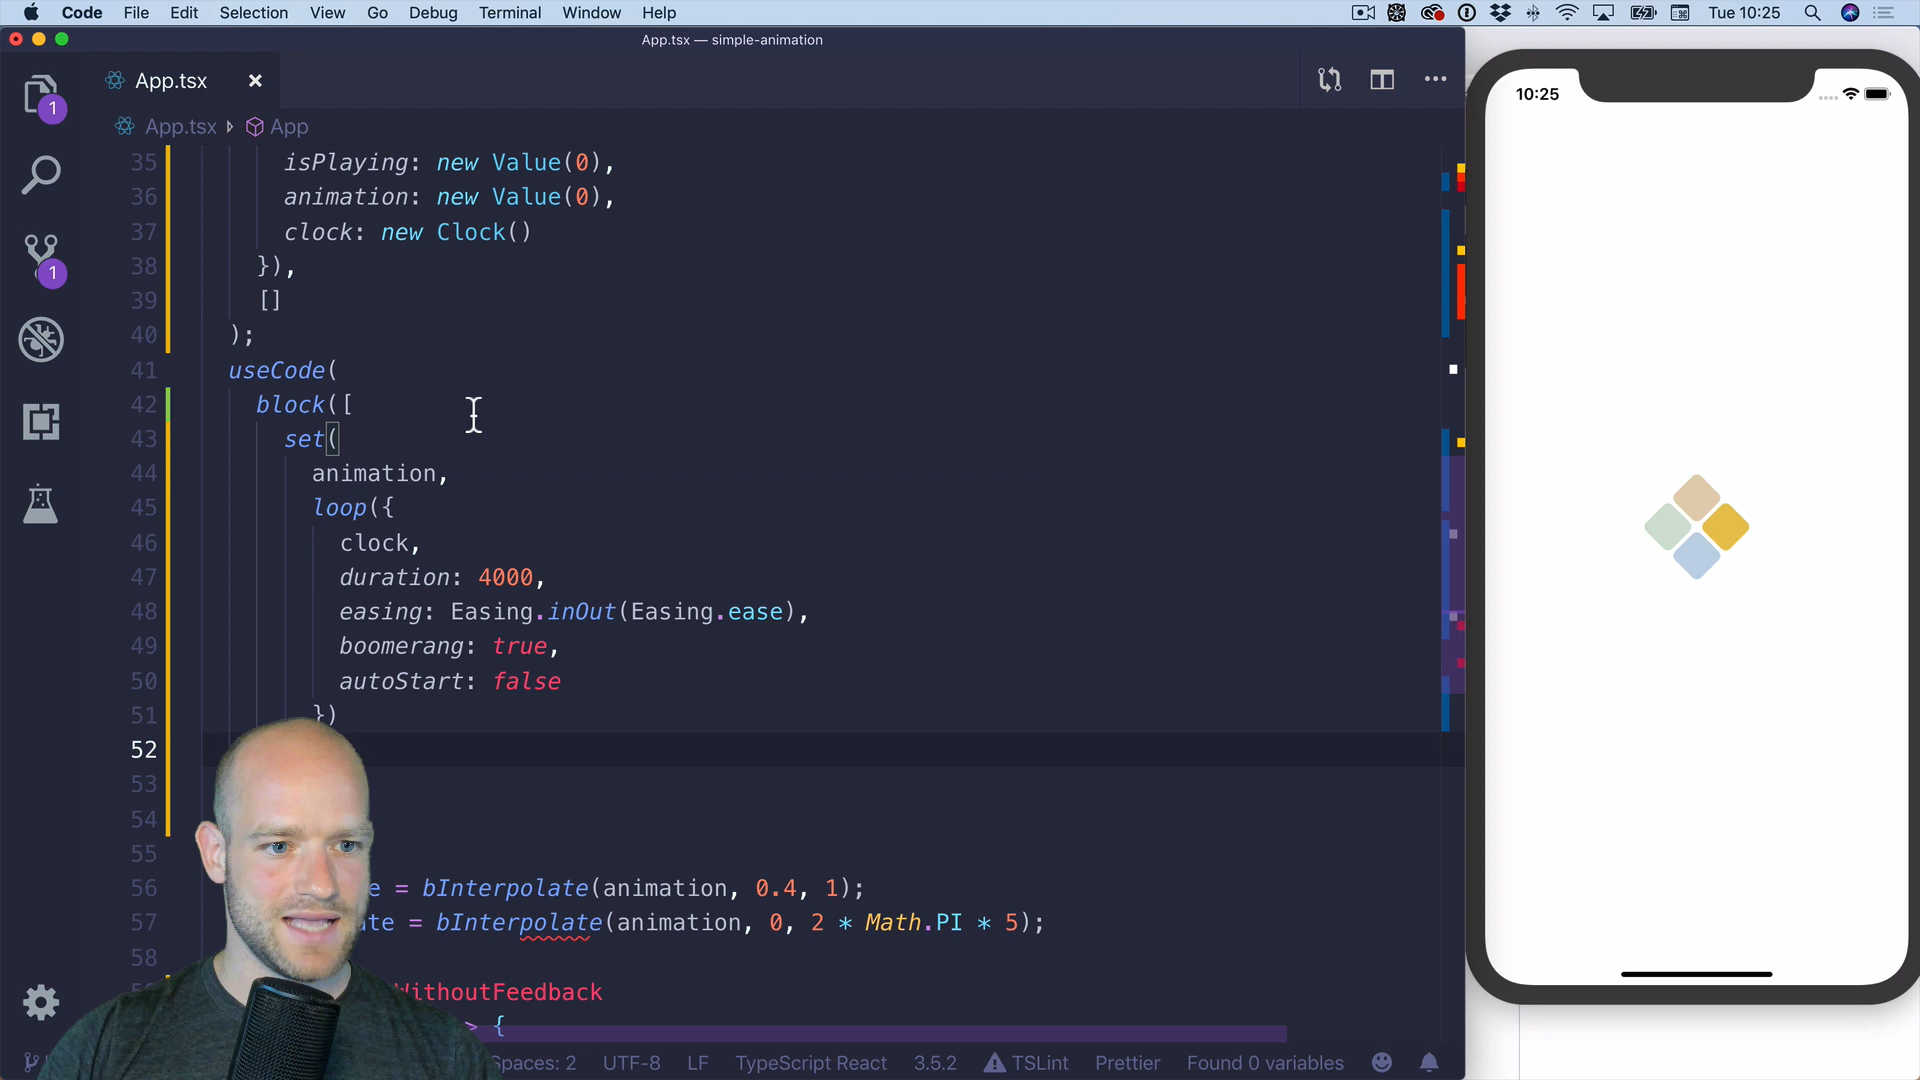 Code File Edit Selection View Go Debug Terminal Window Help Tue 10:25
App.tsx — simple-animation
App.tsx
App.tsx App
1
1
35 isPlaying: new Value(0),
36 animation: new Value(0),
37 clock: new Clock()
38 }),
39 []
40 );
41 useCode(
42 block([
43 set(
44 animation,
45 loop({
46 clock,
47 duration: 4000,
48 easing: Easing.inOut(Easing.ease),
49 boomerang: true,
50 autoStart: false
51 })
52
53
54
55
56 e = bInterpolate(animation, 0.4, 1);
57 ate = bInterpolate(animation, 0, 2 * Math.PI * 5);
58
WithoutFeedback
> {
Spaces: 2 UTF-8 LF TypeScript React 3.5.2 TSLint Prettier Found 0 variables
10:25